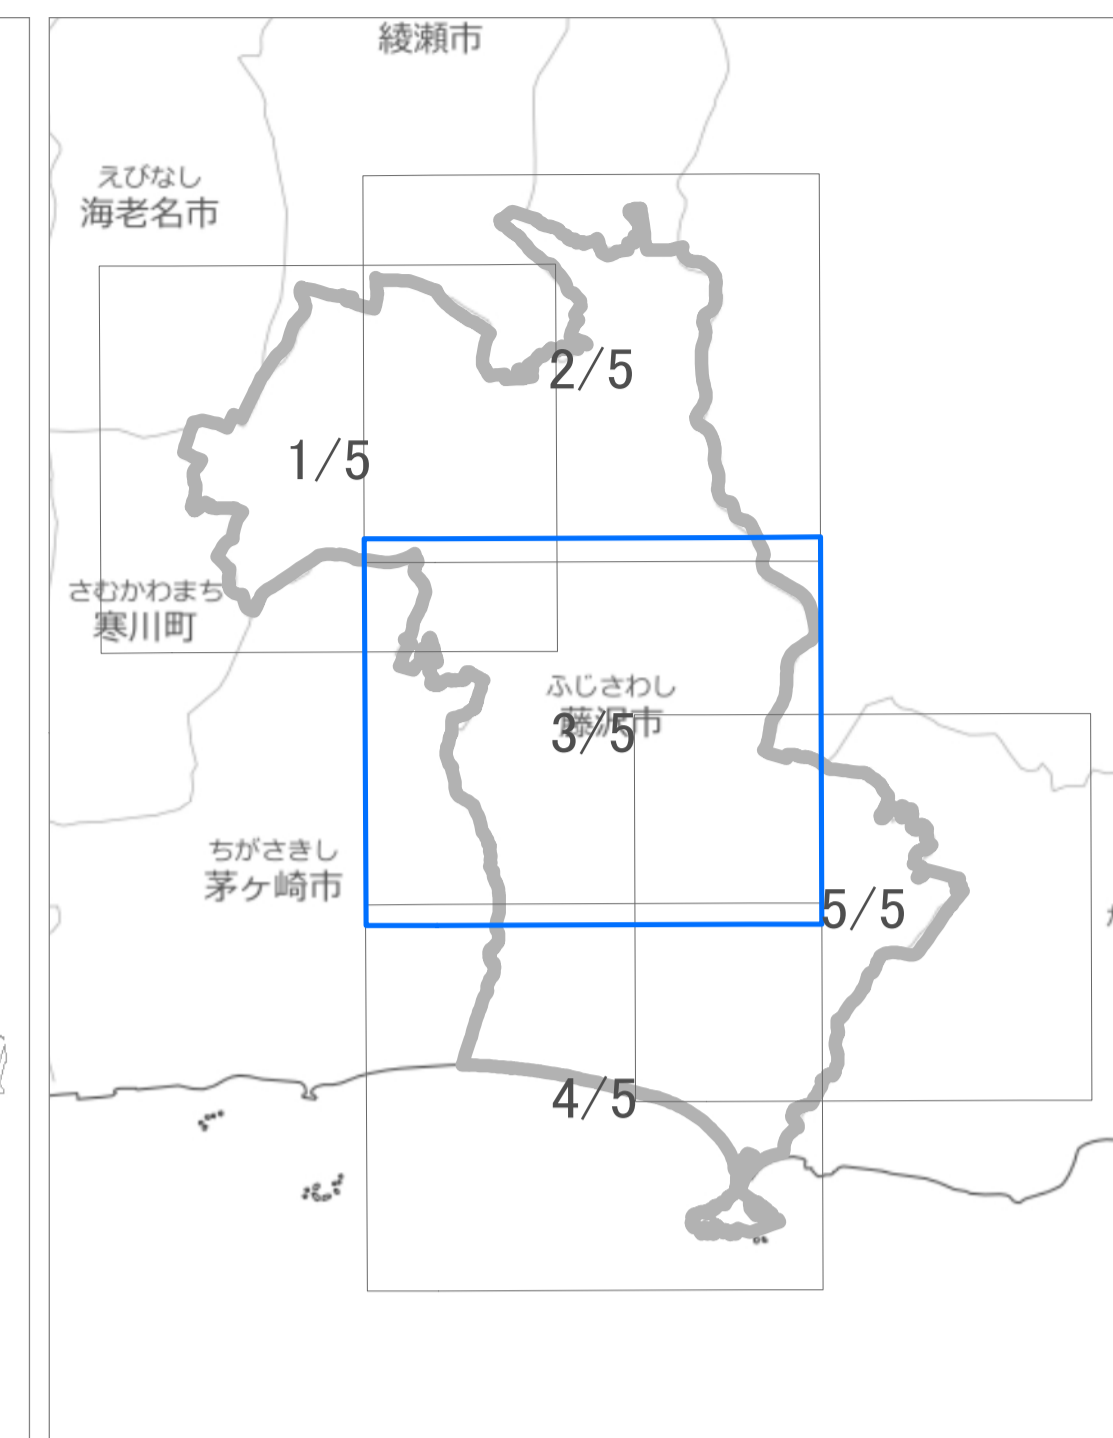 綾瀬市
えびなし
海老名市
2/5
1/5
さむかわまち
寒川町
ふじさわし
藤沢市
3/5
ちがさきし
茅ヶ崎市
5/5
4/5